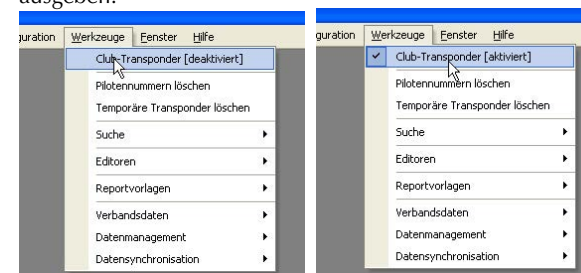 ausgeben.
guration Werkzeuge Fenster Hilfe
Club-Transponder [deaktiviert]
Pilotennummern löschen
Temporäre Transponder löschen
Suche
Editoren
Reportvorlagen
Verbandsdaten
Datenmanagement
Datensynchronisation
guration Werkzeuge Fenster Hilfe
Club-Transponder [aktiviert]
Pilotennummern löschen
Temporäre Transponder löschen
Suche
Editoren
Reportvorlagen
Verbandsdaten
Datenmanagement
Datensynchronisation